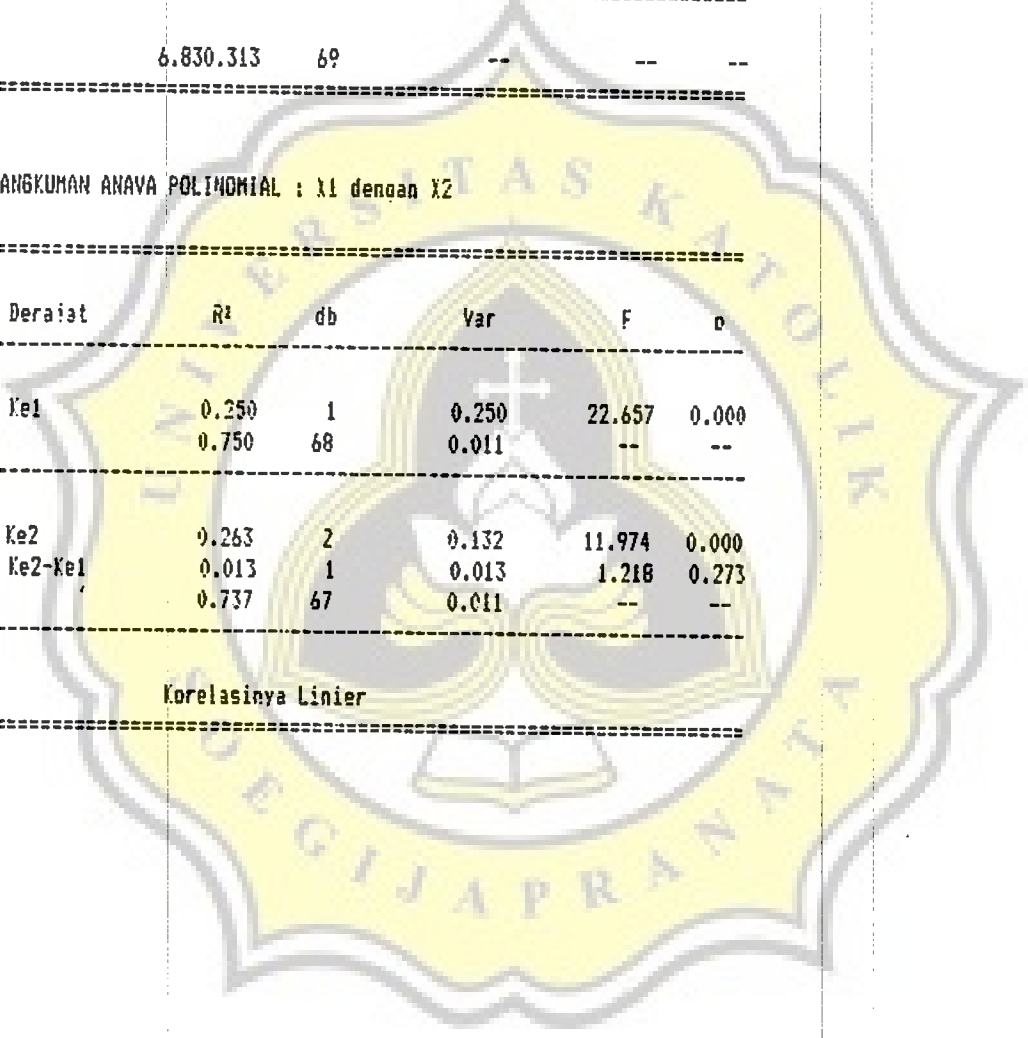 6.830.313 69 -- -- --
ANGKUMAN ANAVA POLINOMIAL : X1 dengan X2
Derajat R² db Var F p
Ke1 0.250 1 0.250 22.657 0.000
0.750 68 0.011 -- --
Ke2 0.263 2 0.132 11.974 0.000
Ke2-Ke1 0.013 1 0.013 1.218 0.273
0.737 67 0.011 -- --
Korelasinya Linier
UNIVERSITAS KATOLIK
SOEGIJAPRANATA